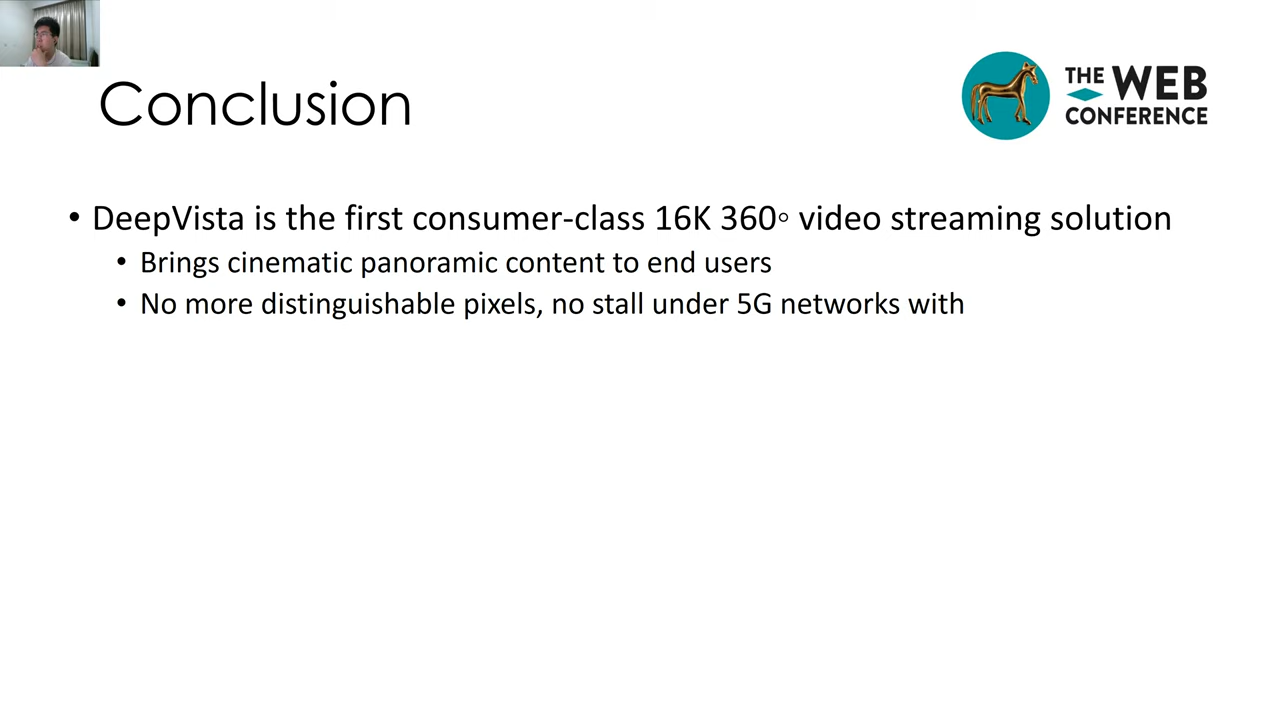 Conclusion
THE WEB
CONFERENCE
• DeepVista is the first consumer-class 16K 360◦ video streaming solution
• Brings cinematic panoramic content to end users
• No more distinguishable pixels, no stall under 5G networks with